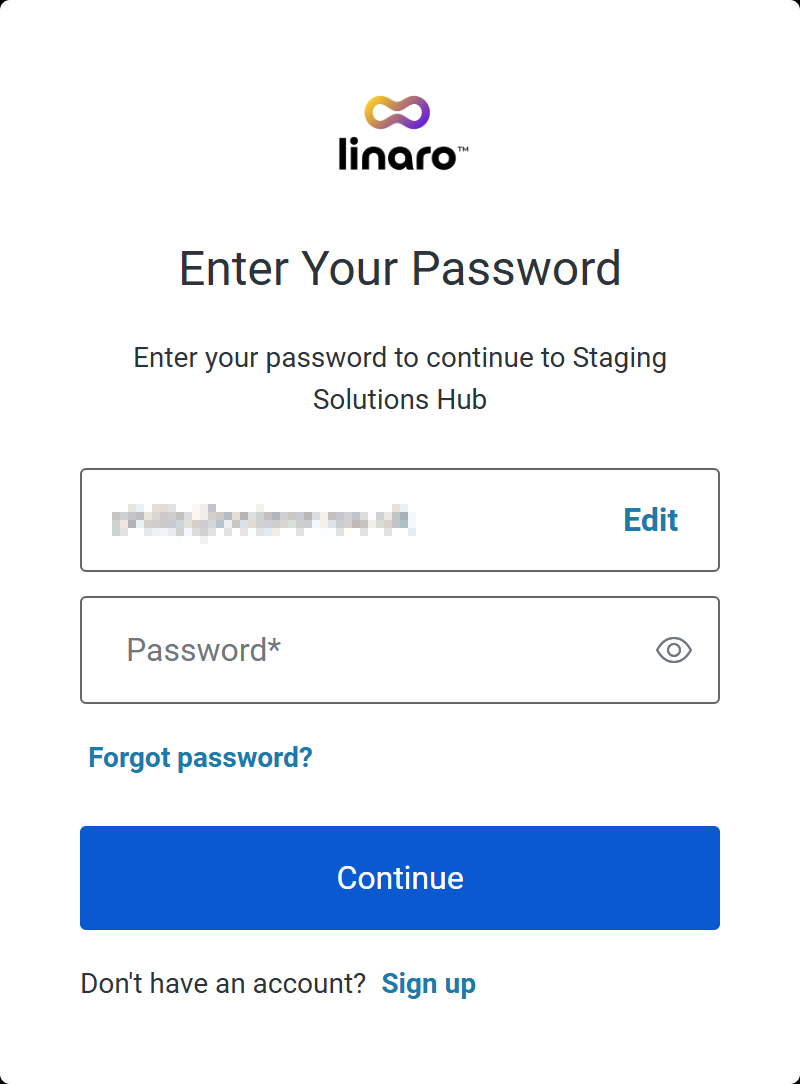 linaro™
Enter Your Password
Enter your password to continue to Staging
Solutions Hub
Edit
Password*
Forgot password?
Continue
Don't have an account? Sign up